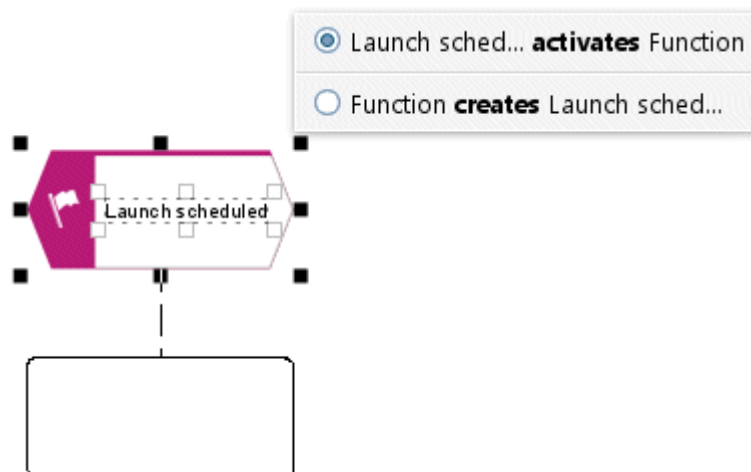 Launch sched... activates Function
Function creates Launch sched...
Launch scheduled